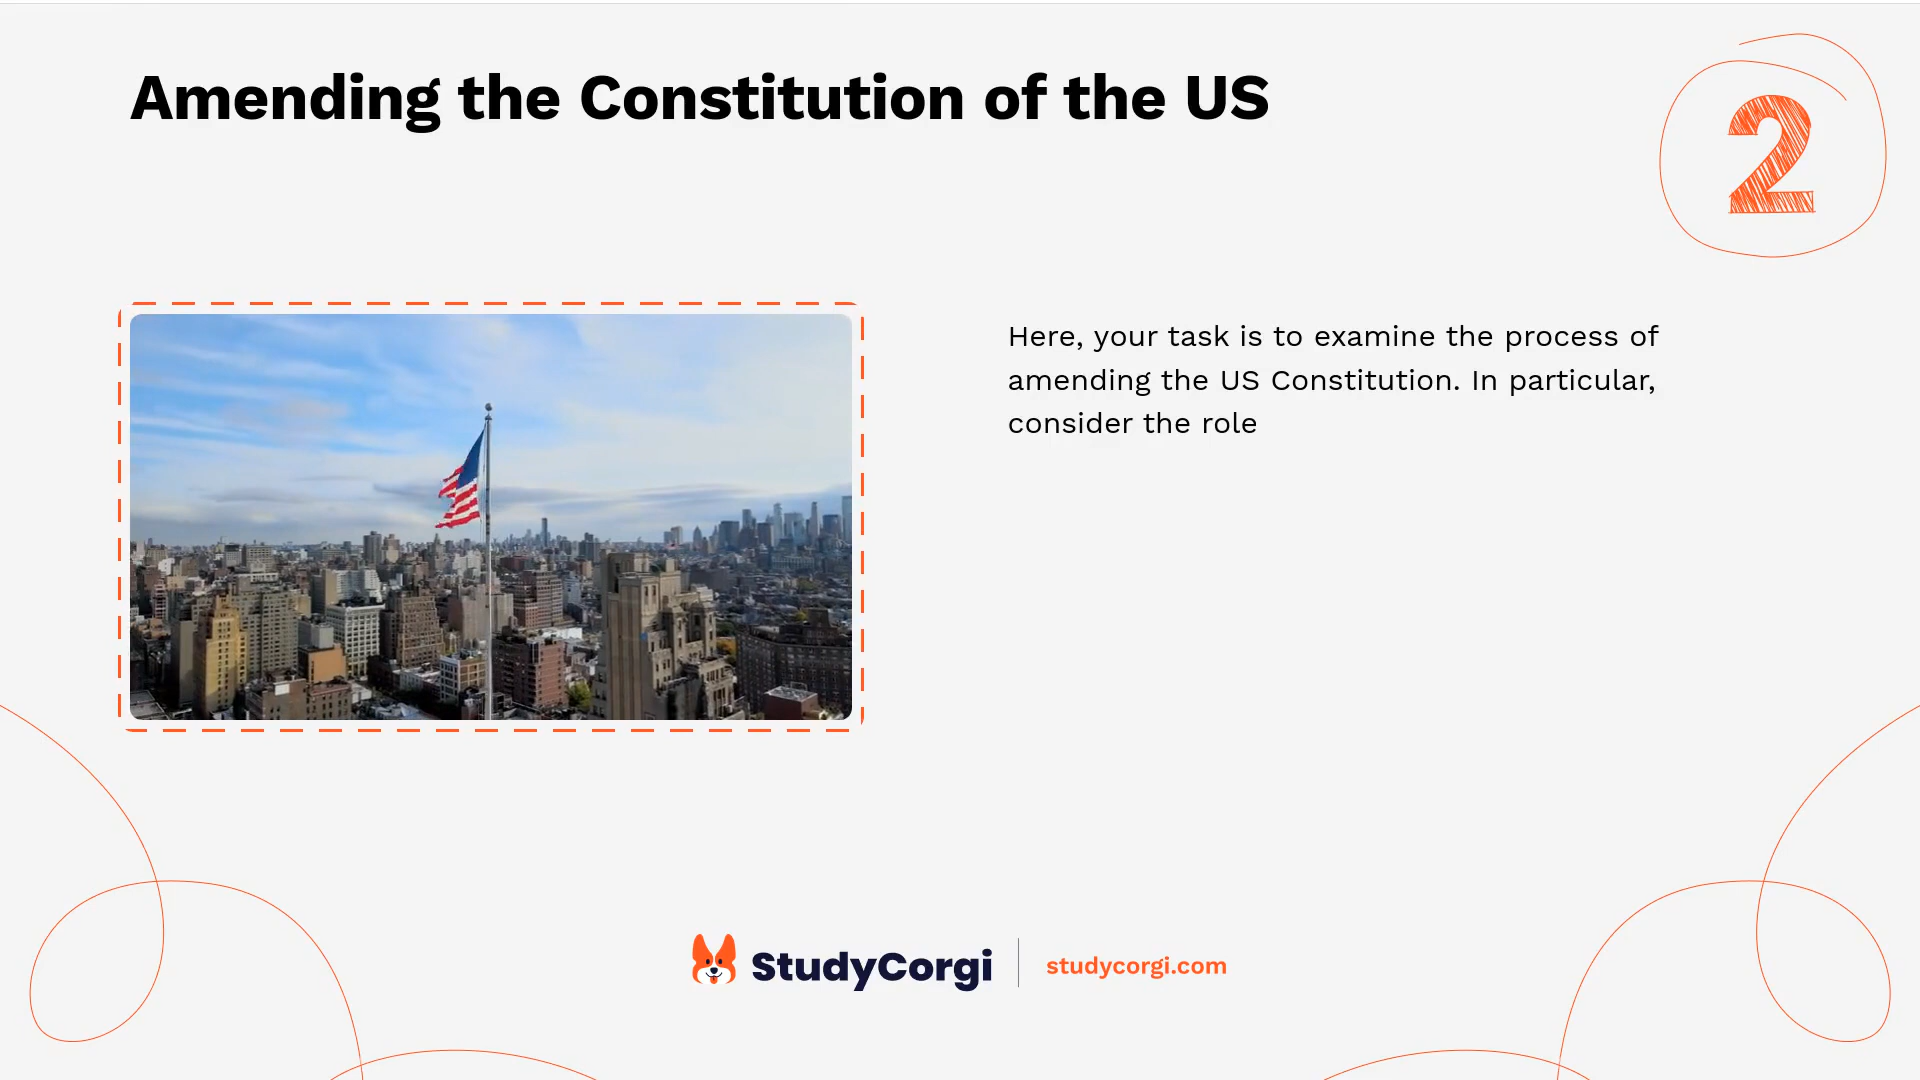 Amending the Constitution of the US
2
Here, your task is to examine the process of
amending the US Constitution. In particular,
consider the role
StudyCorgi
studycorgi.com